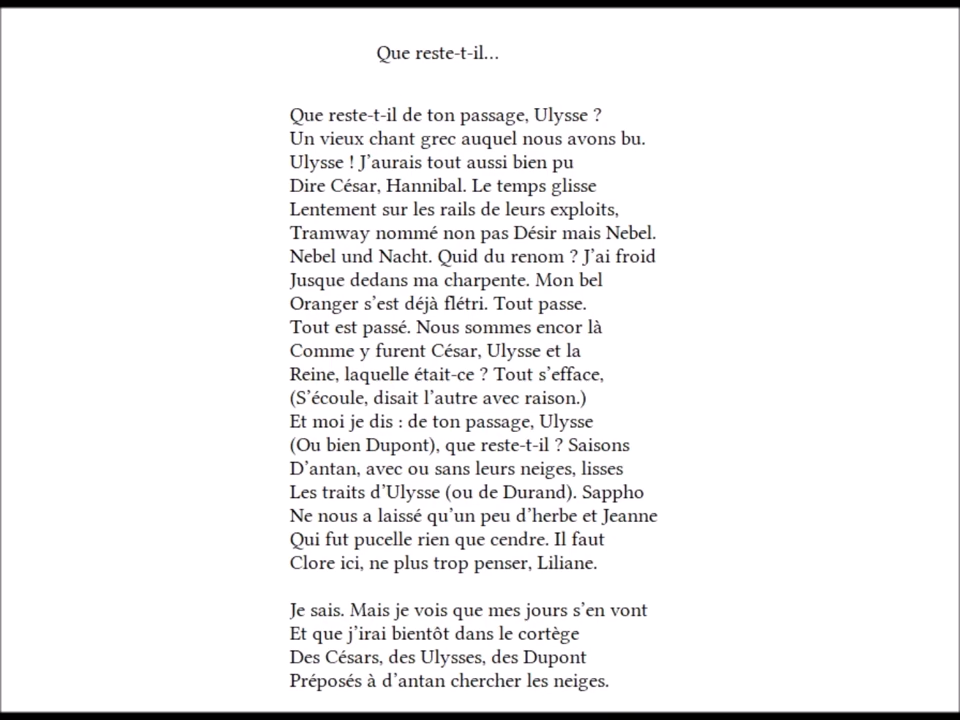 Que reste-t-il…
Que reste-t-il de ton passage, Ulysse ?
Un vieux chant grec auquel nous avons bu.
Ulysse ! J’aurais tout aussi bien pu
Dire César, Hannibal. Le temps glisse
Lentement sur les rails de leurs exploits,
Tramway nommé non pas Désir mais Nebel.
Nebel und Nacht. Quid du renom ? J’ai froid
Jusque dedans ma charpente. Mon bel
Oranger s’est déjà flétri. Tout passe.
Tout est passé. Nous sommes encor là
Comme y furent César, Ulysse et la
Reine, laquelle était-ce ? Tout s’efface,
(S’écoule, disait l’autre avec raison.)
Et moi je dis : de ton passage, Ulysse
(Ou bien Dupont), que reste-t-il ? Saisons
D’antan, avec ou sans leurs neiges, lisses
Les traits d’Ulysse (ou de Durand). Sappho
Ne nous a laissé qu’un peu d’herbe et Jeanne
Qui fut pucelle rien que cendre. Il faut
Clore ici, ne plus trop penser, Liliane.
Je sais. Mais je vois que mes jours s’en vont
Et que j’irai bientôt dans le cortège
Des Césars, des Ulysses, des Dupont
Préposés à d’antan chercher les neiges.